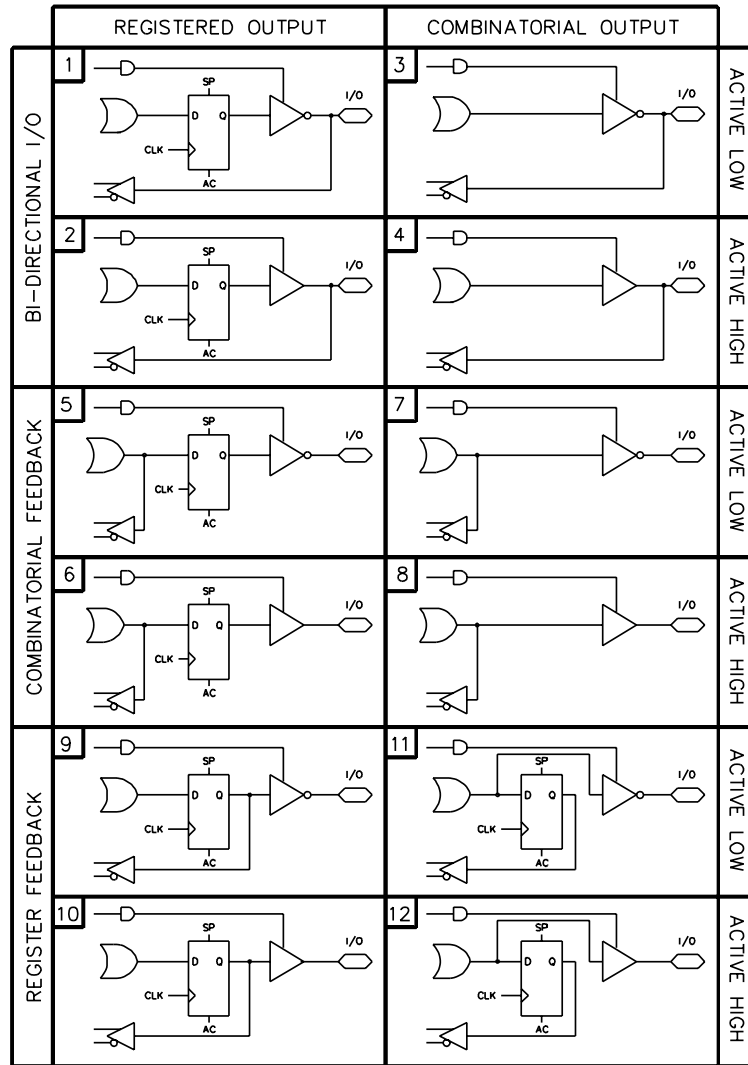 REGISTERED OUTPUT
COMBINATORIAL OUTPUT
BI-DIRECTIONAL I/O
1
SP
D Q
CLK
AC
I/O
3
I/O
ACTIVE LOW
2
SP
D Q
CLK
AC
I/O
4
I/O
ACTIVE HIGH
COMBINATORIAL FEEDBACK
5
SP
D Q
CLK
AC
I/O
7
I/O
ACTIVE LOW
6
SP
D Q
CLK
AC
I/O
8
I/O
ACTIVE HIGH
REGISTER FEEDBACK
9
SP
D Q
CLK
AC
I/O
11
SP
D Q
CLK
AC
I/O
ACTIVE LOW
10
SP
D Q
CLK
AC
I/O
12
SP
D Q
CLK
AC
I/O
ACTIVE HIGH